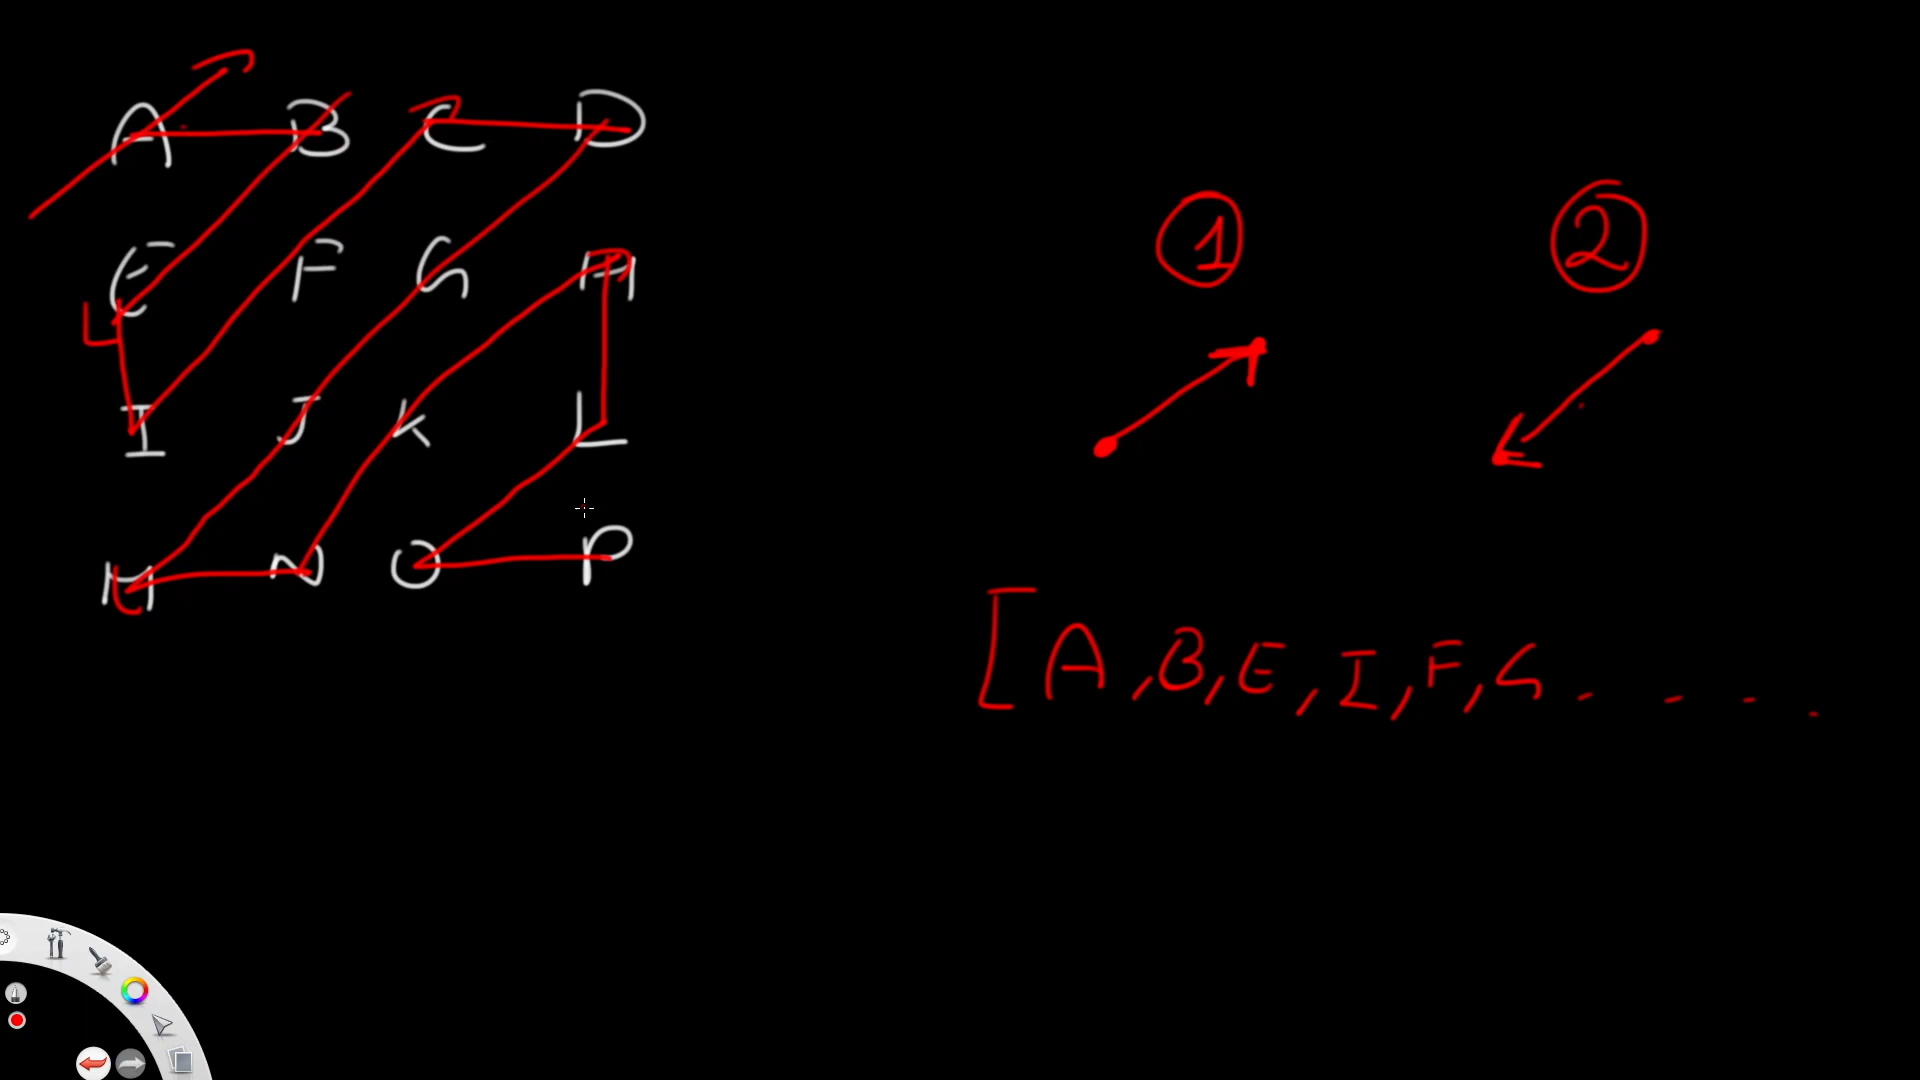 A B C D
E F G H
I J K L
M N O P
1 2
[A, B, E, I, F, G . . . .